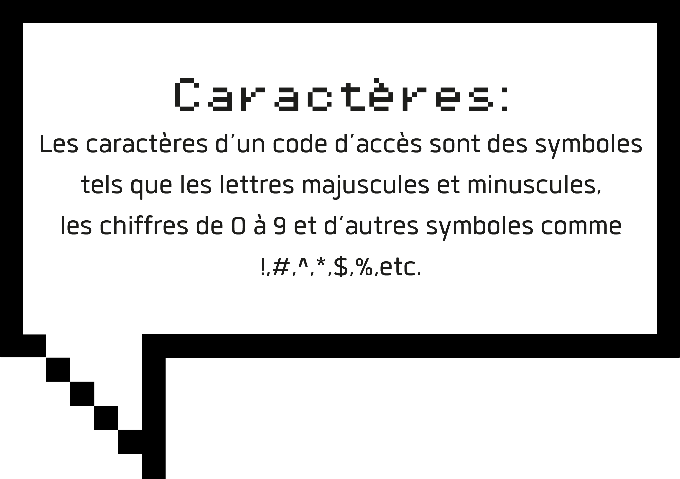 Caractères:
Les caractères d'un code d'accès sont des symboles
tels que les lettres majuscules et minuscules,
les chiffres de 0 à 9 et d'autres symboles comme
!,#,^,*,$,%,etc.